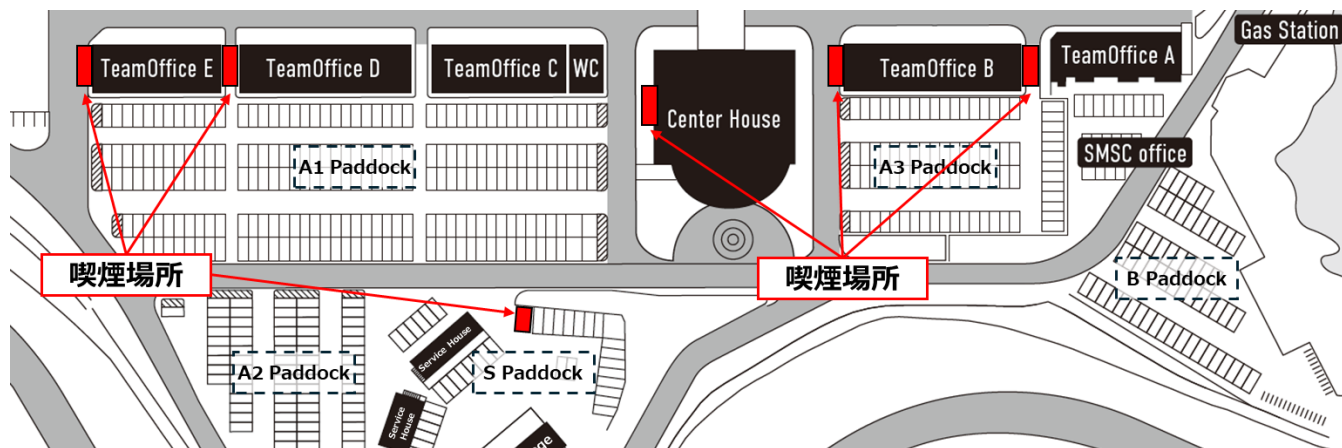 Gas Station
TeamOffice E
TeamOffice D
TeamOffice C
WC
TeamOffice B
TeamOffice A
Center House
SMSC office
A1 Paddock
A3 Paddock
喫煙場所
喫煙場所
B Paddock
Service House
A2 Paddock
S Paddock
Service
House